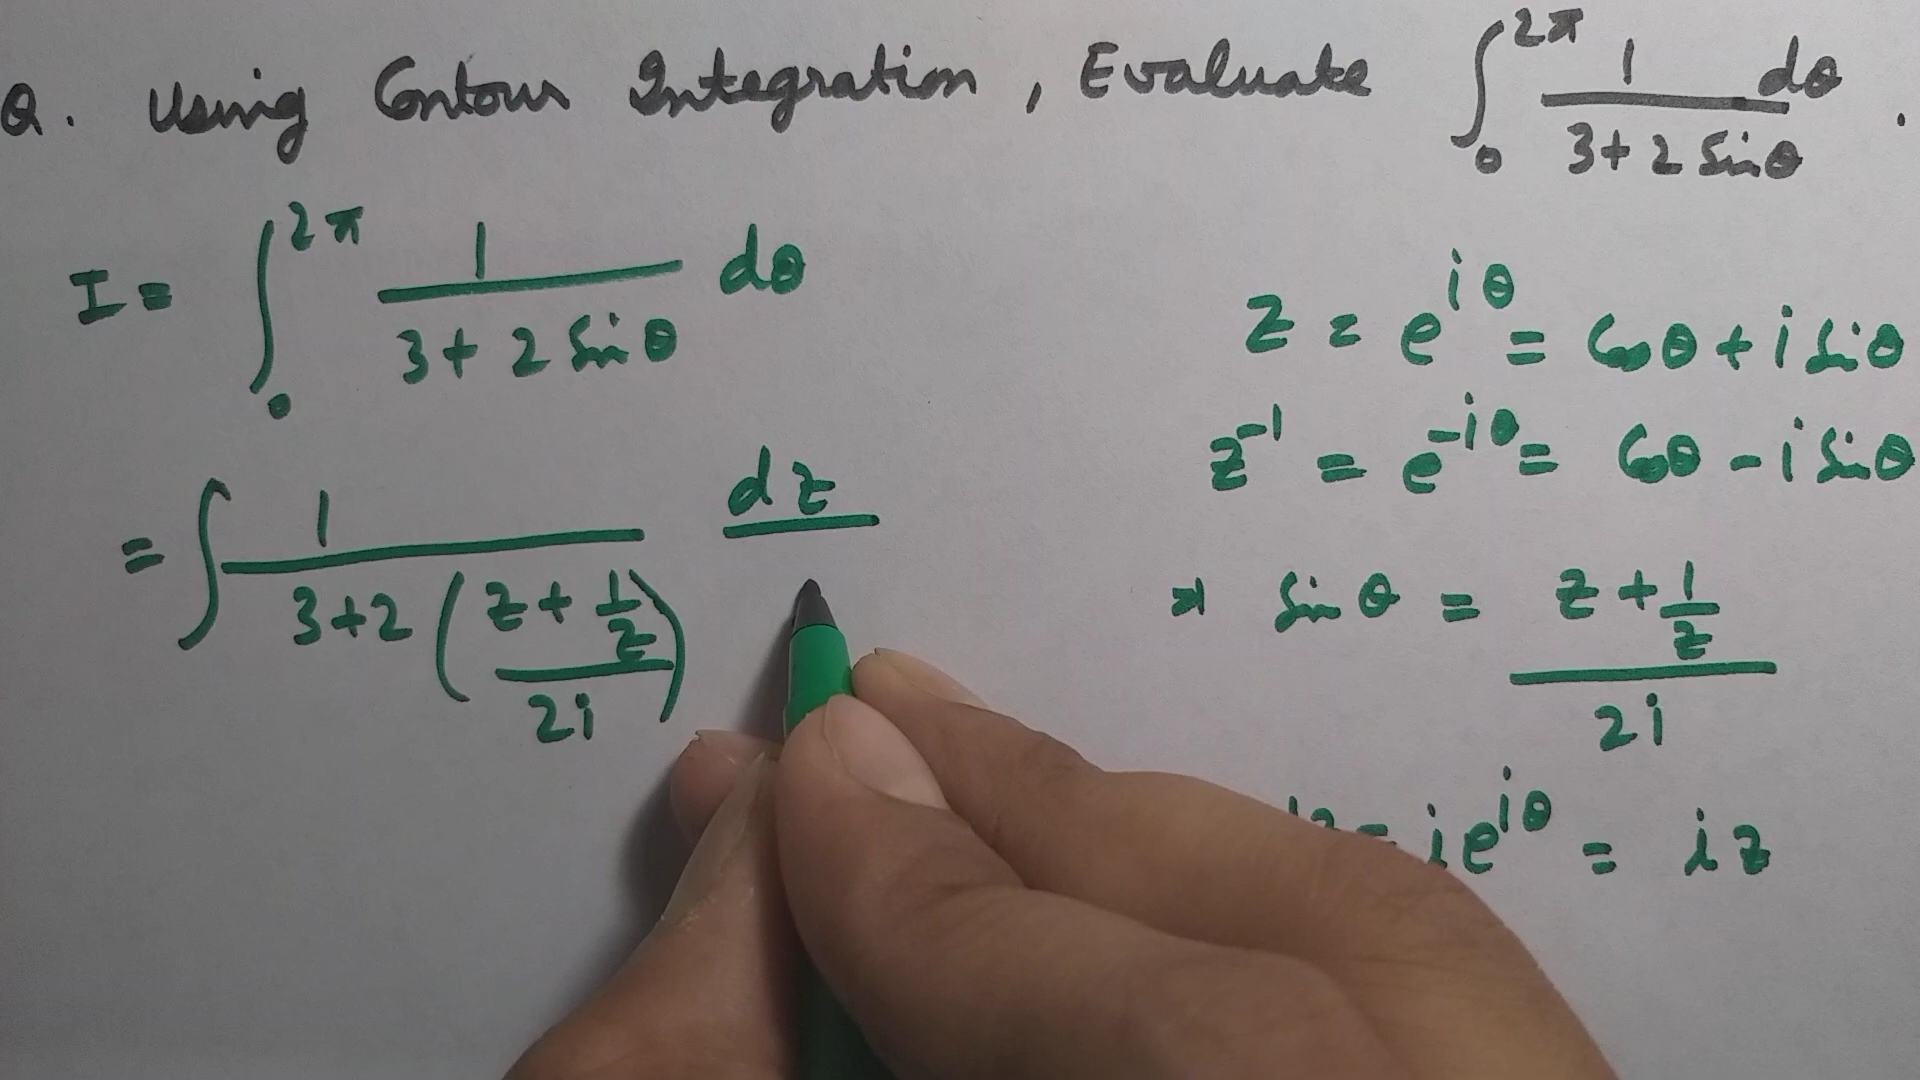 Q. Using Contour Integration, Evaluate ∫₀^2π 1/(3+2 Sinθ) dθ.
I = ∫₀^2π 1/(3+2 Sinθ) dθ
z = e^iθ = Cosθ + i Sinθ
z^-1 = e^-iθ = Cosθ - i Sinθ
= ∫ 1/(3+2((z+1/z)/2i)) dz/
⇒ Sinθ = (z+1/z)/2i
= ie^iθ = iz